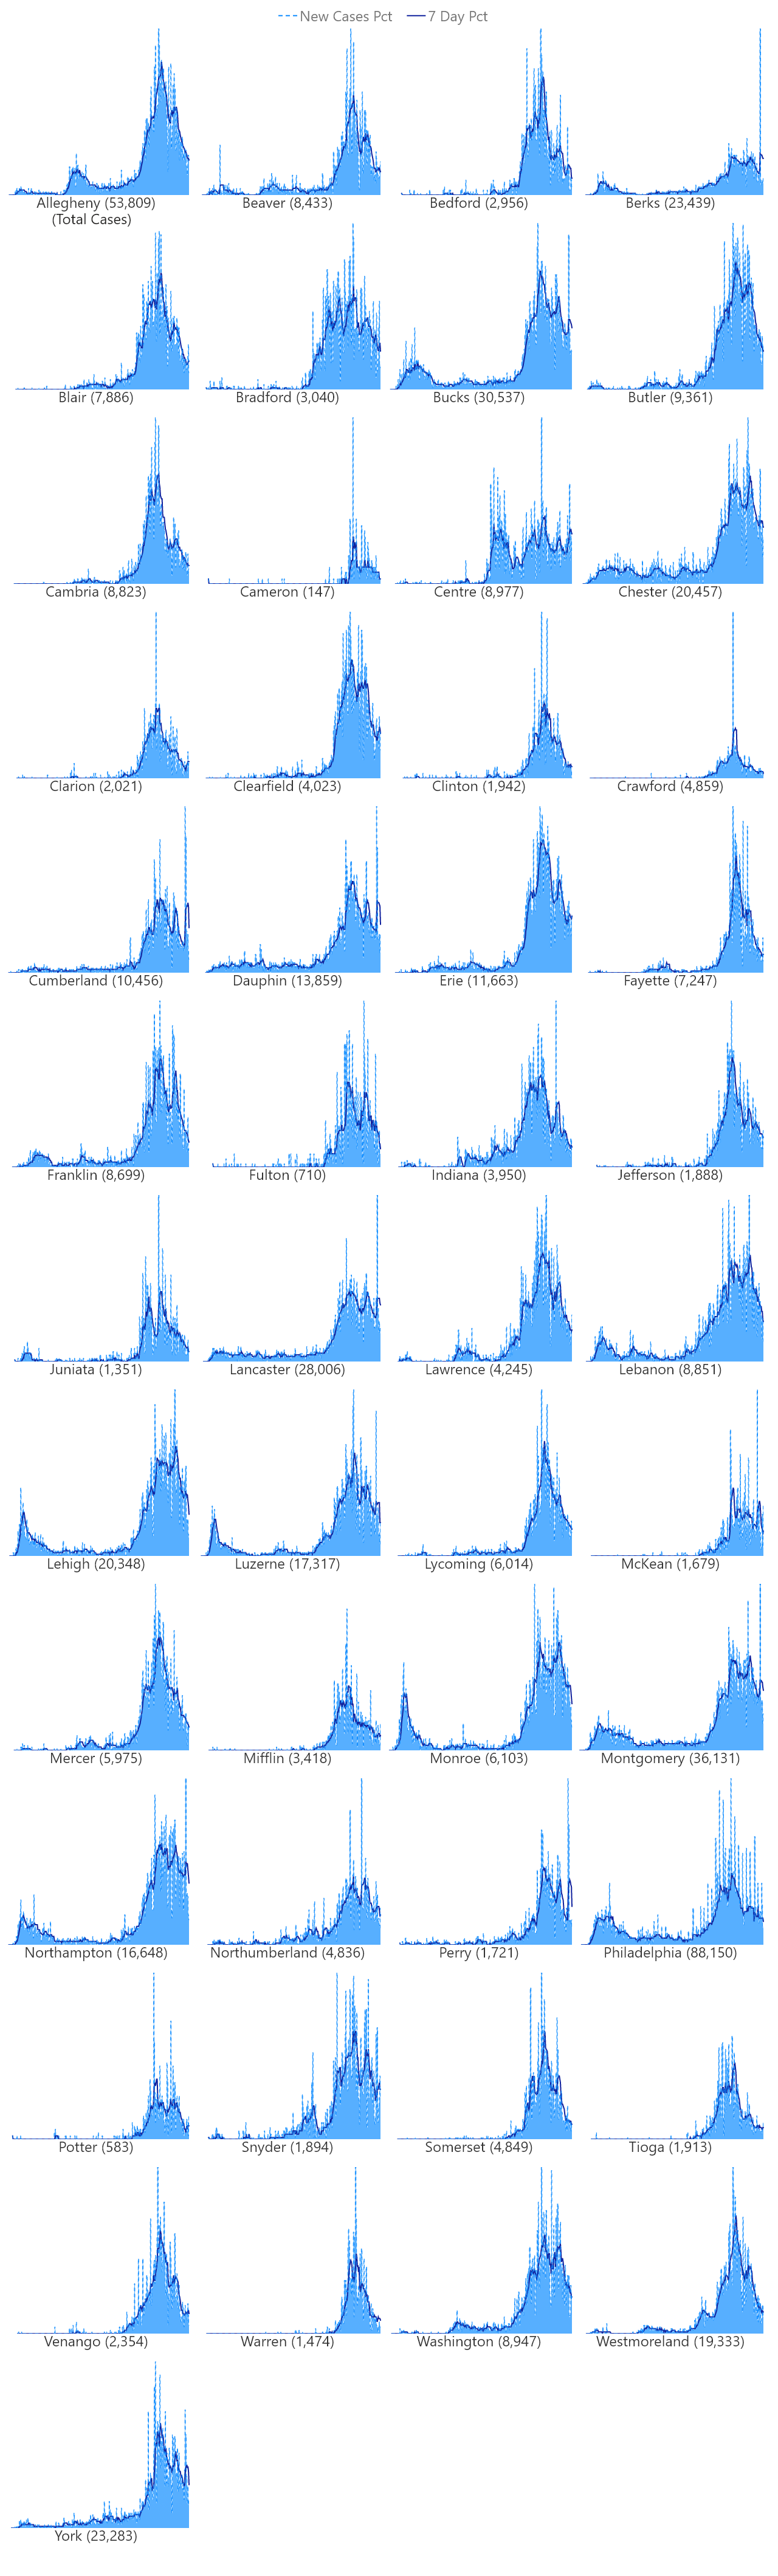 New Cases Pct 7 Day Pct
Allegheny (53,809) Beaver (8,433) Bedford (2,956) Berks (23,439)
(Total Cases)
Blair (7,886) Bradford (3,040) Bucks (30,537) Butler (9,361)
Cambria (8,823) Cameron (147) Centre (8,977) Chester (20,457)
Clarion (2,021) Clearfield (4,023) Clinton (1,942) Crawford (4,859)
Cumberland (10,456) Dauphin (13,859) Erie (11,663) Fayette (7,247)
Franklin (8,699) Fulton (710) Indiana (3,950) Jefferson (1,888)
Juniata (1,351) Lancaster (28,006) Lawrence (4,245) Lebanon (8,851)
Lehigh (20,348) Luzerne (17,317) Lycoming (6,014) McKean (1,679)
Mercer (5,975) Mifflin (3,418) Monroe (6,103) Montgomery (36,131)
Northampton (16,648) Northumberland (4,836) Perry (1,721) Philadelphia (88,150)
Potter (583) Snyder (1,894) Somerset (4,849) Tioga (1,913)
Venango (2,354) Warren (1,474) Washington (8,947) Westmoreland (19,333)
York (23,283)